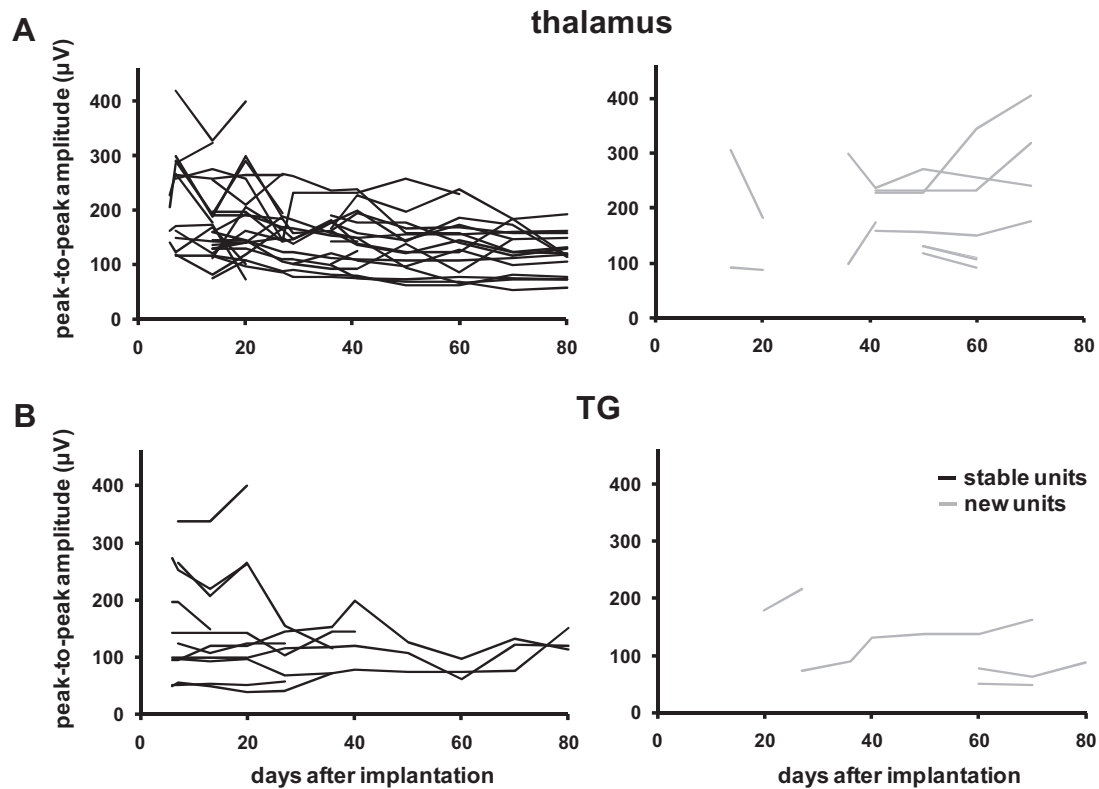 A
thalamus
peak-to-peak amplitude (µV)
400
300
200
100
0
0 20 40 60 80
400
300
200
100
0
0 20 40 60 80
B
TG
peak-to-peak amplitude (µV)
400
300
200
100
0
0 20 40 60 80
days after implantation
400
300
200
100
0
0 20 40 60 80
days after implantation
stable units
new units